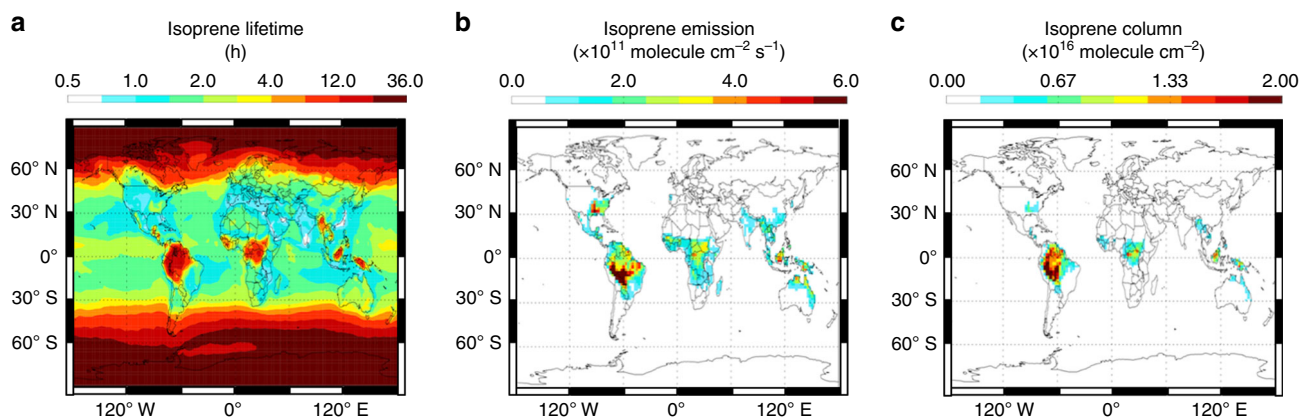 a
Isoprene lifetime
(h)
0.5 1.0 2.0 4.0 12.0 36.0
60° N
30° N
0°
30° S
60° S
120° W 0° 120° E
b
Isoprene emission
(×10¹¹ molecule cm⁻² s⁻¹)
0.0 2.0 4.0 6.0
60° N
30° N
0°
30° S
60° S
120° W 0° 120° E
c
Isoprene column
(×10¹⁶ molecule cm⁻²)
0.00 0.67 1.33 2.00
60° N
30° N
0°
30° S
60° S
120° W 0° 120° E